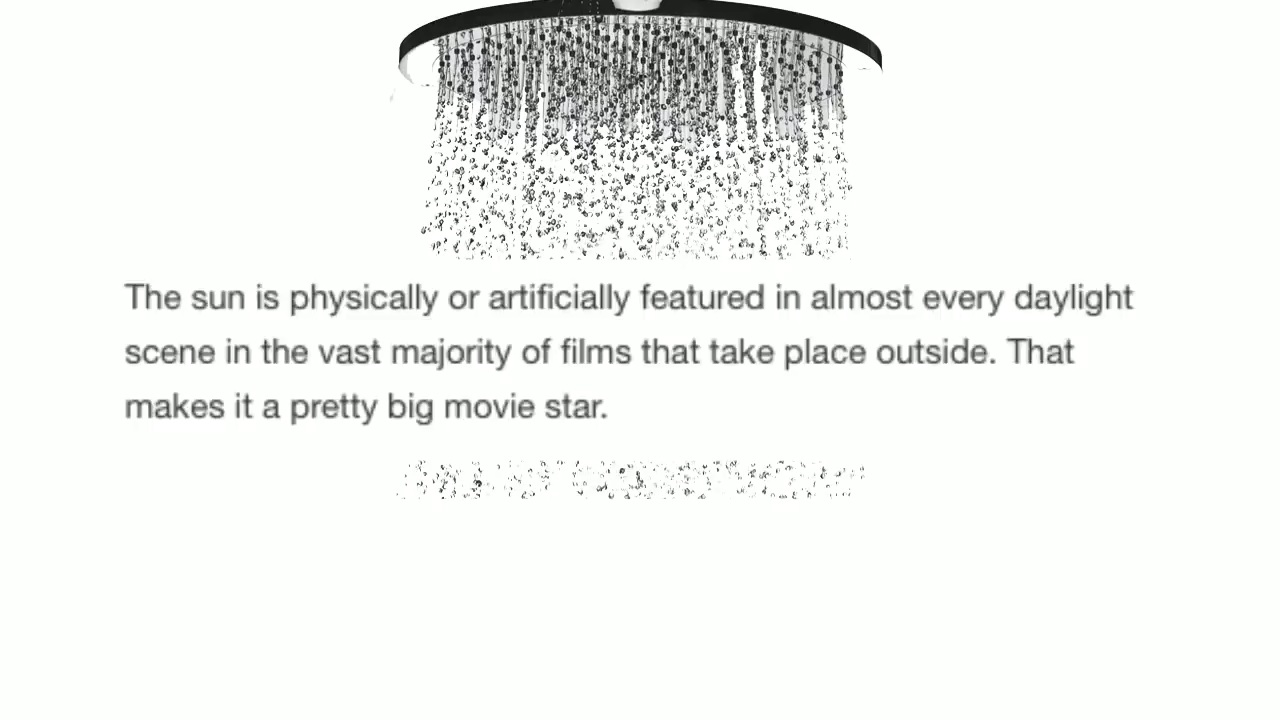 The sun is physically or artificially featured in almost every daylight
scene in the vast majority of films that take place outside. That
makes it a pretty big movie star.